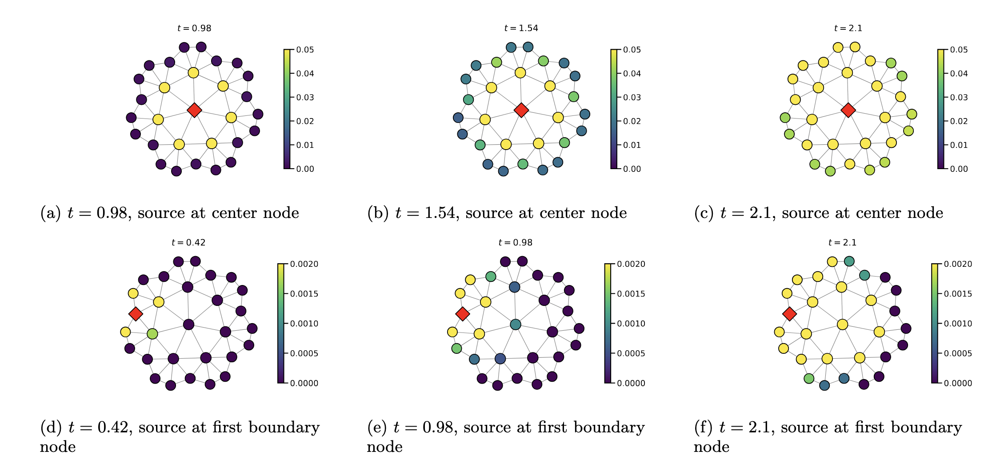 t = 0.98
0.05
0.04
0.03
0.02
0.01
0.00
t = 1.54
0.05
0.04
0.03
0.02
0.01
0.00
t = 2.1
0.05
0.04
0.03
0.02
0.01
0.00
(a) t = 0.98, source at center node
(b) t = 1.54, source at center node
(c) t = 2.1, source at center node
t = 0.42
0.0020
0.0015
0.0010
0.0005
0.0000
t = 0.98
0.0020
0.0015
0.0010
0.0005
0.0000
t = 2.1
0.0020
0.0015
0.0010
0.0005
0.0000
(d) t = 0.42, source at first boundary
node
(e) t = 0.98, source at first boundary
node
(f) t = 2.1, source at first boundary
node